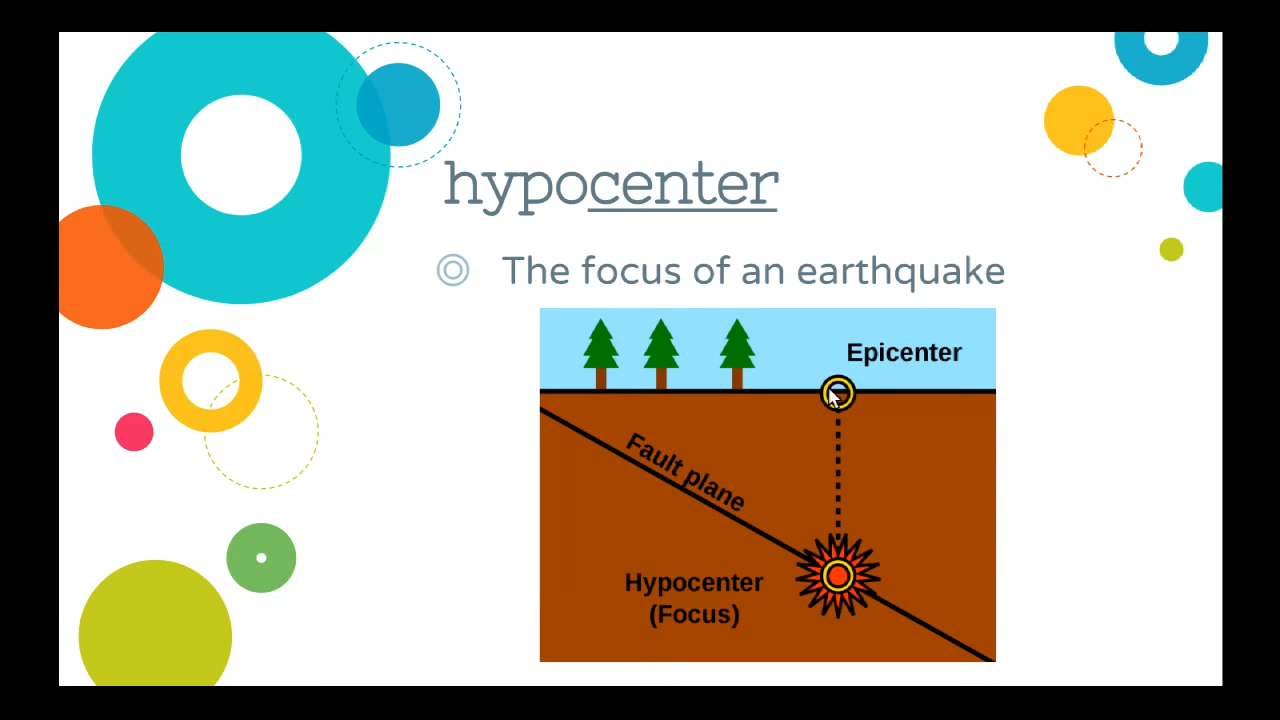 hypocenter
The focus of an earthquake
Epicenter
Fault plane
Hypocenter
(Focus)